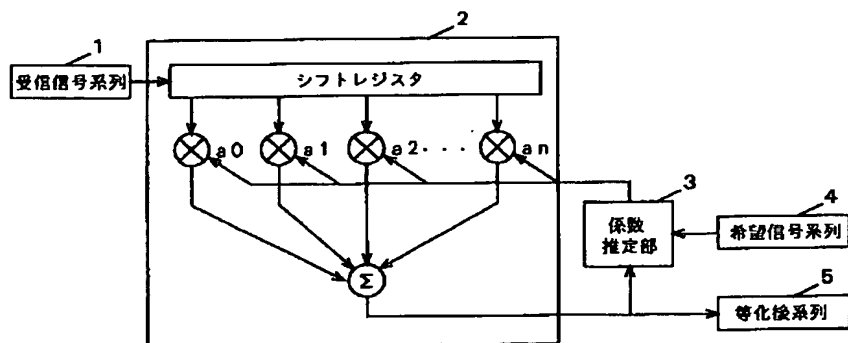 1
2
受信信号系列
シフトレジスタ
a0
a1
a2・・・
an
3
4
係数
推定部
希望信号系列
Σ
5
等化後系列